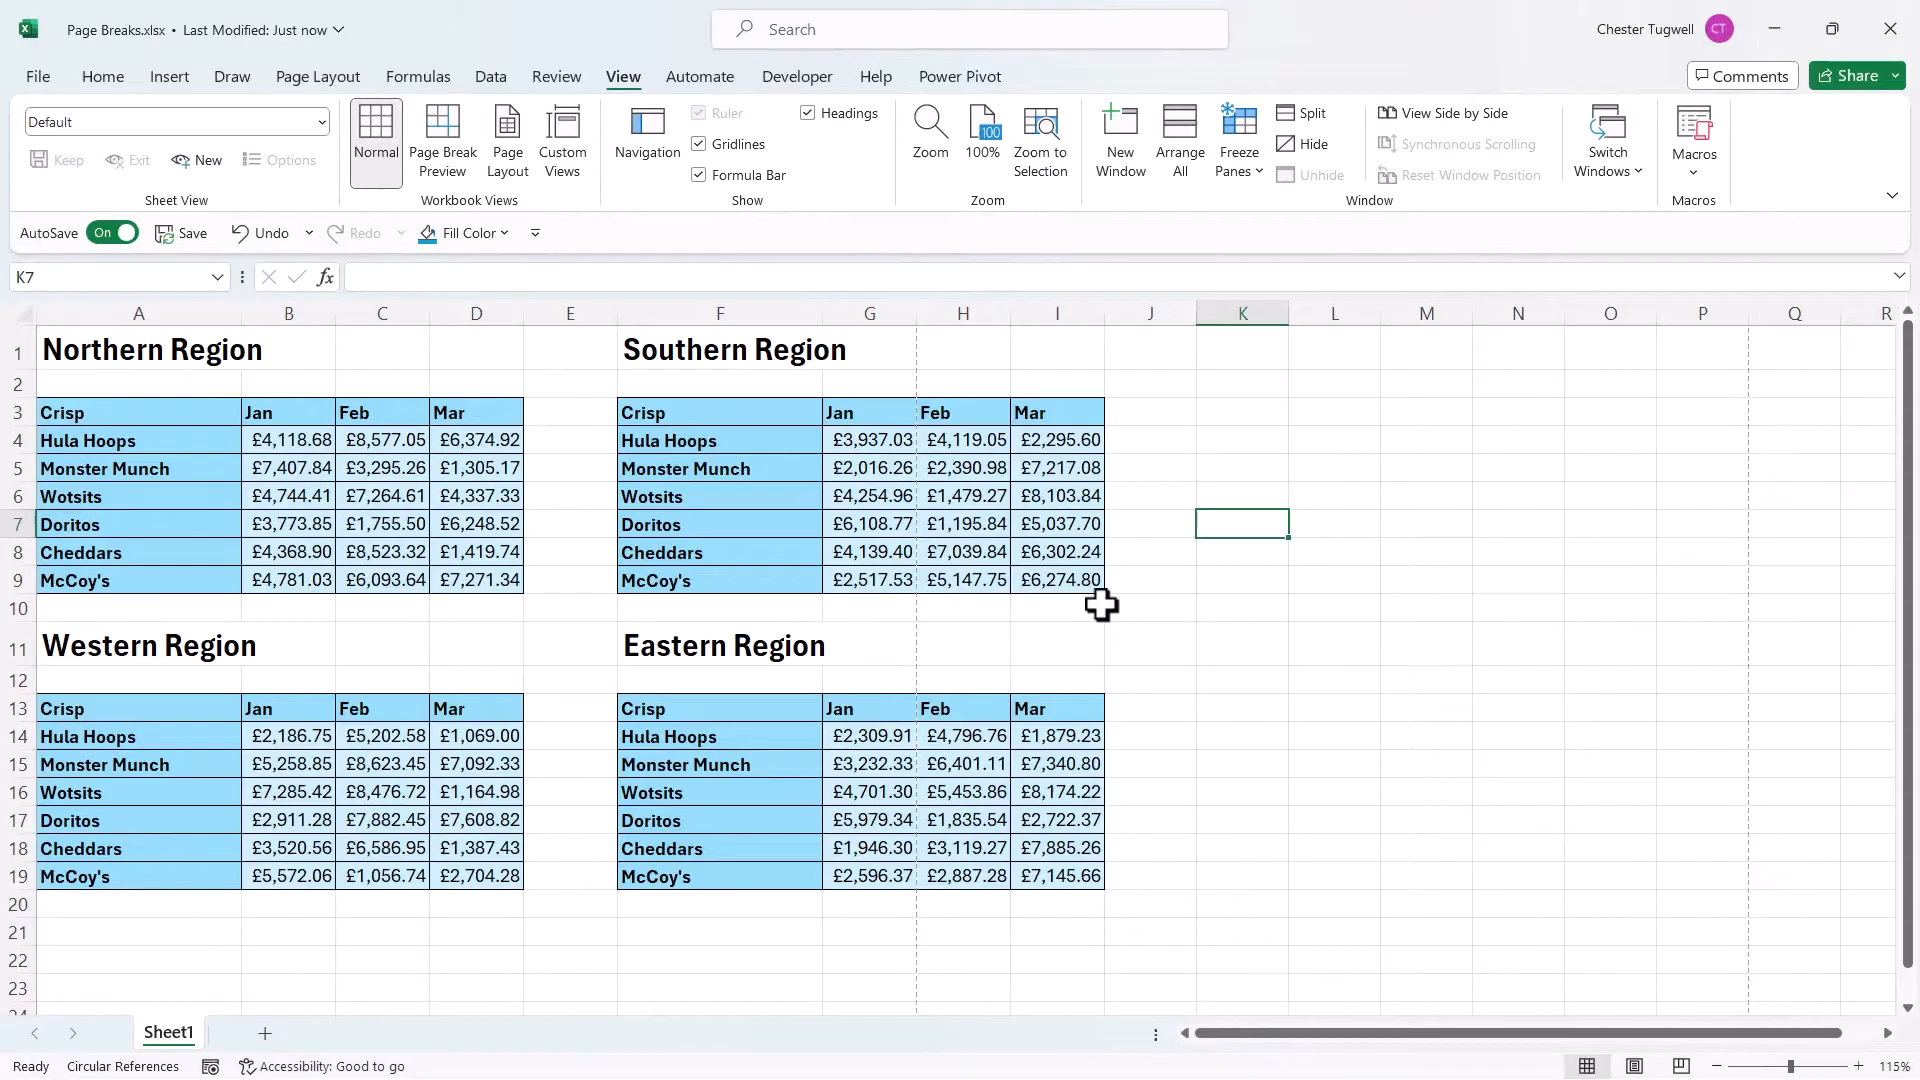 Page Breaks.xlsx • Last Modified: Just now
Search
Chester Tugwell CT
File Home Insert Draw Page Layout Formulas Data Review View Automate Developer Help Power Pivot
Comments Share
Default
Keep Exit New Options
Sheet View
Normal
Page Break Preview
Page Layout
Custom Views
Workbook Views
Navigation
Ruler
Gridlines
Formula Bar
Headings
Show
Zoom
100
100%
Zoom to Selection
Zoom
New Window
Arrange All
Freeze Panes
Split
Hide
Unhide
View Side by Side
Synchronous Scrolling
Reset Window Position
Window
Switch Windows
Macros
Macros
AutoSave On Save Undo Redo Fill Color
K7 fx
A B C D E F G H I J K L M N O P Q R
1 Northern Region Southern Region
2
3 Crisp Jan Feb Mar Crisp Jan Feb Mar
4 Hula Hoops £4,118.68 £8,577.05 £6,374.92 Hula Hoops £3,937.03 £4,119.05 £2,295.60
5 Monster Munch £7,407.84 £3,295.26 £1,305.17 Monster Munch £2,016.26 £2,390.98 £7,217.08
6 Wotsits £4,744.41 £7,264.61 £4,337.33 Wotsits £4,254.96 £1,479.27 £8,103.84
7 Doritos £3,773.85 £1,755.50 £6,248.52 Doritos £6,108.77 £1,195.84 £5,037.70
8 Cheddars £4,368.90 £8,523.32 £1,419.74 Cheddars £4,139.40 £7,039.84 £6,302.24
9 McCoy's £4,781.03 £6,093.64 £7,271.34 McCoy's £2,517.53 £5,147.75 £6,274.80
10
11 Western Region Eastern Region
12
13 Crisp Jan Feb Mar Crisp Jan Feb Mar
14 Hula Hoops £2,186.75 £5,202.58 £1,069.00 Hula Hoops £2,309.91 £4,796.76 £1,879.23
15 Monster Munch £5,258.85 £8,623.45 £7,092.33 Monster Munch £3,232.33 £6,401.11 £7,340.80
16 Wotsits £7,285.42 £8,476.72 £1,164.98 Wotsits £4,701.30 £5,453.86 £8,174.22
17 Doritos £2,911.28 £7,882.45 £7,608.82 Doritos £5,979.34 £1,835.54 £2,722.37
18 Cheddars £3,520.56 £6,586.95 £1,387.43 Cheddars £1,946.30 £3,119.27 £7,885.26
19 McCoy's £5,572.06 £1,056.74 £2,704.28 McCoy's £2,596.37 £2,887.28 £7,145.66
20
21
22
23
24
Sheet1
Ready Circular References Accessibility: Good to go 115%